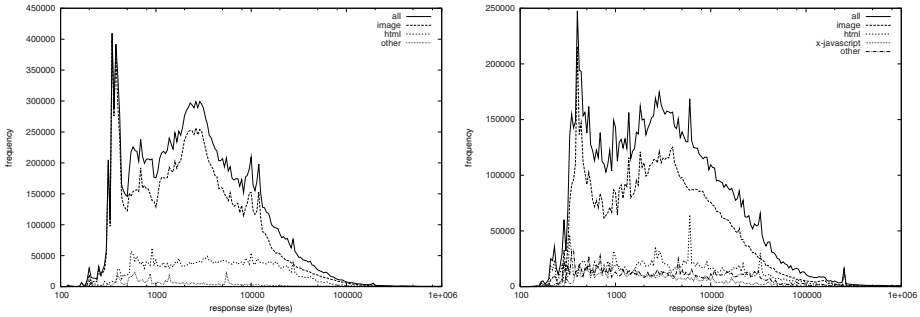 450000
400000
350000
300000
250000
200000
150000
100000
50000
0
frequency
100
1000
10000
100000
1e+006
response size (bytes)
all
image
html
other
250000
200000
150000
100000
50000
0
frequency
100
1000
10000
100000
1e+006
response size (bytes)
all
image
html
x-javascript
other